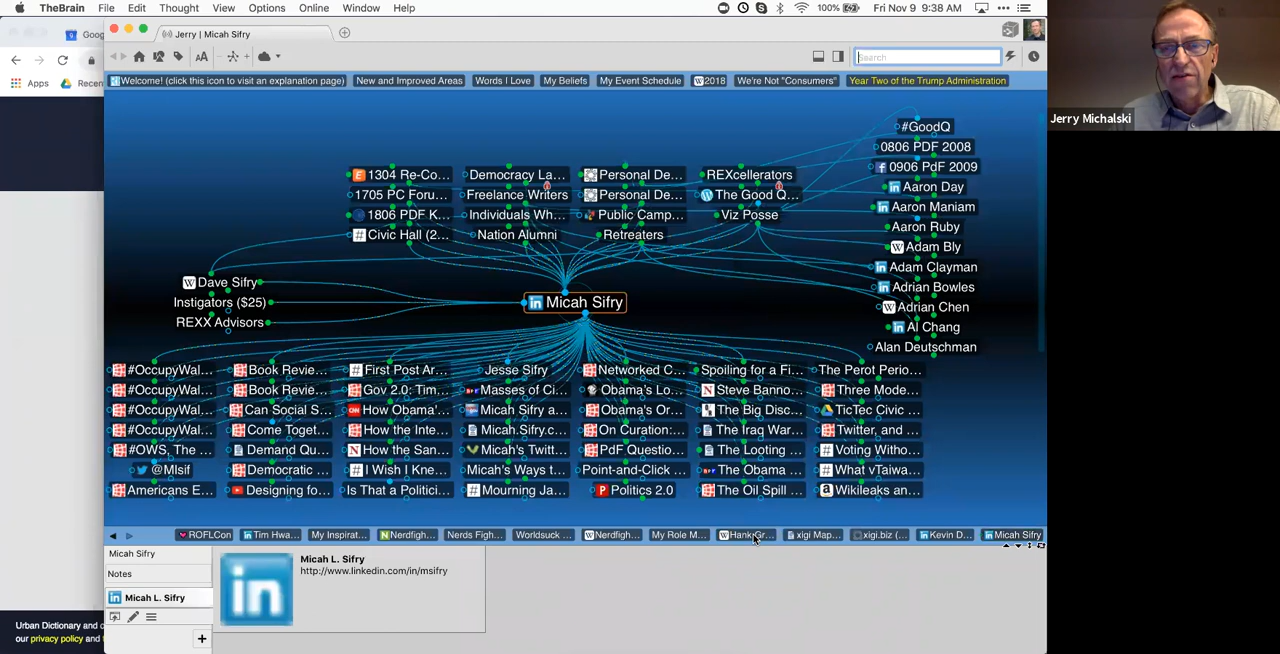 TheBrain File Edit Thought View Options Online Window Help 100% Fri Nov 9 9:38 AM
Jerry | Micah Sifry
Goog
Search
Apps Recen
Welcome! (click this icon to visit an explanation page) New and Improved Areas Words I Love My Beliefs My Event Schedule 2018 We're Not "Consumers" Year Two of the Trump Administration
Jerry Michalski
#GoodQ
0806 PDF 2008
0906 PdF 2009
Aaron Day
Aaron Maniam
Aaron Ruby
Adam Bly
Adam Clayman
Adrian Bowles
Adrian Chen
Al Chang
Alan Deutschman
1304 Re-Co... Democracy La... Personal De... REXcellerators
1705 PC Foru... Freelance Writers Personal De... The Good Q...
1806 PDF K... Individuals Wh... Public Camp... Viz Posse
Civic Hall (2... Nation Alumni Retreaters
Dave Sifry
Instigators ($25)
REXX Advisors
Micah Sifry
#OccupyWal... Book Revie... First Post Ar... Jesse Sifry Networked C... Spoiling for a Fi... The Perot Perio...
#OccupyWal... Book Revie... Gov 2.0: Tim... Masses of Ci... Obama's Lo... Steve Banno... Three Mode...
#OccupyWal... Can Social S... How Obama'... Micah Sifry a... Obama's Or... The Big Disc... TicTec Civic ...
#OccupyWal... Come Toget... How the Inte... Micah.Sifry.c... On Curation:... The Iraq War... Twitter, and ...
#OWS, The ... Demand Qu... How the San... Micah's Twitt... PdF Questio... The Looting ... Voting Witho...
@Mlsif Democratic ... I Wish I Kne... Micah's Ways t... Point-and-Click ... The Obama ... What vTaiwa...
Americans E... Designing fo... Is That a Politici... Mourning Ja... Politics 2.0 The Oil Spill ... Wikileaks an...
ROFLCon Tim Hwa... My Inspirat... Nerdfigh... Nerds Figh... Worldsuck ... Nerdfigh... My Role M... Hank Gr... xigi Map... xigi.biz (... Kevin D... Micah Sifry
Micah Sifry
Notes
Micah L. Sifry
Micah L. Sifry
http://www.linkedin.com/in/msifry
Urban Dictionary and o
our privacy policy and